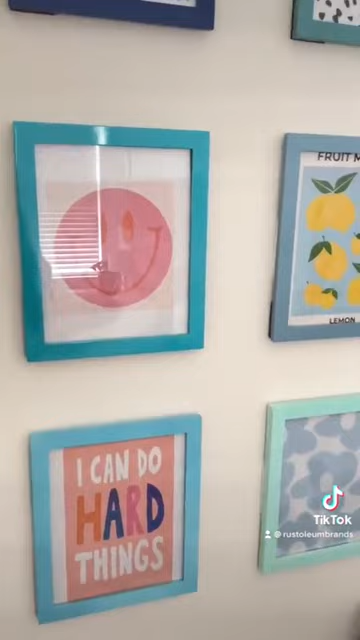 FRUIT M
LEMON
I CAN DO
HARD
THINGS
TikTok
@rustoleumbrands